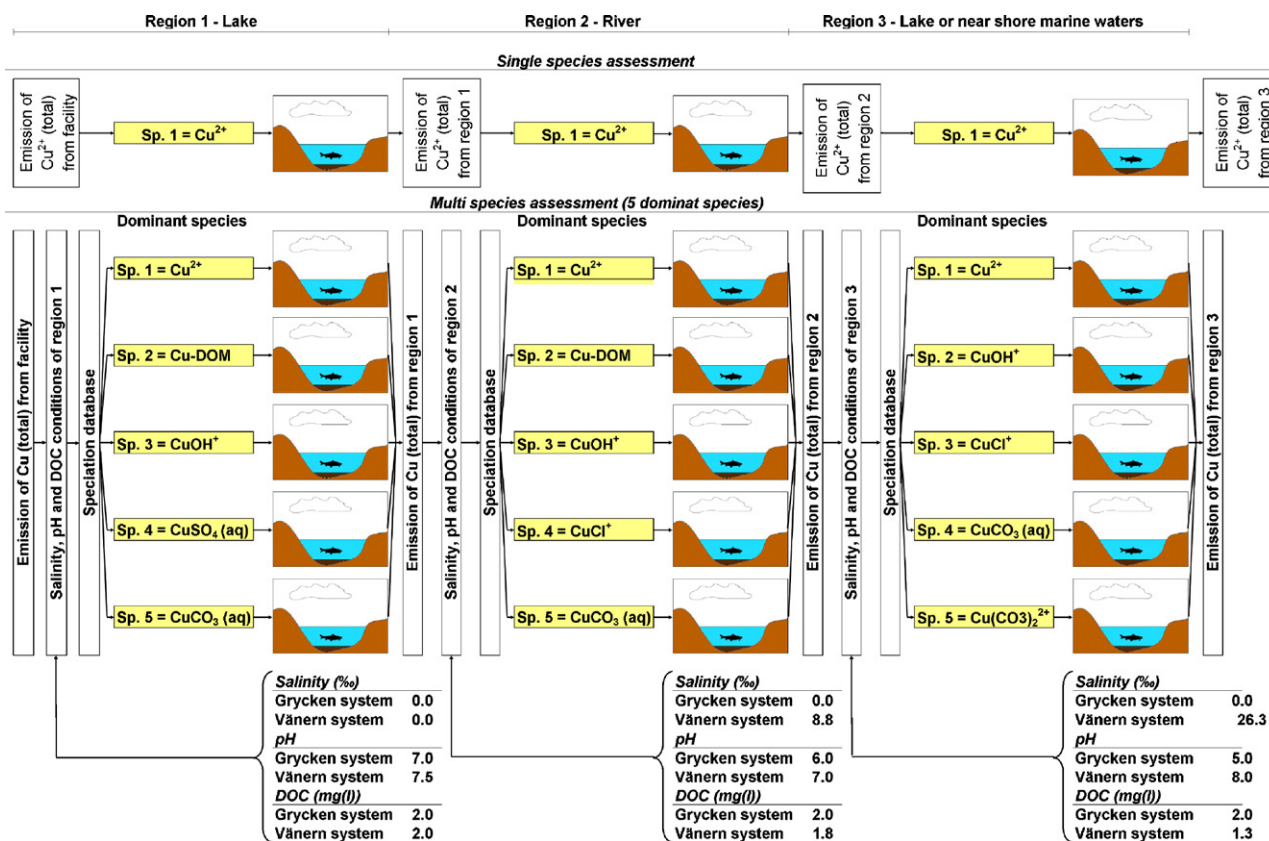 Region 1 - Lake
Region 2 - River
Region 3 - Lake or near shore marine waters
Single species assessment
Emission of
Cu²⁺ (total)
from facility
Sp. 1 = Cu²⁺
Emission of
Cu²⁺ (total)
from region 1
Sp. 1 = Cu²⁺
Emission of
Cu²⁺ (total)
from region 2
Sp. 1 = Cu²⁺
Emission of
Cu²⁺ (total)
from region 3
Multi species assessment (5 dominat species)
Dominant species
Dominant species
Dominant species
Emission of Cu (total) from facility
Salinity, pH and DOC conditions of region 1
Speciation database
Sp. 1 = Cu²⁺
Sp. 2 = Cu-DOM
Sp. 3 = CuOH⁺
Sp. 4 = CuSO₄ (aq)
Sp. 5 = CuCO₃ (aq)
Emission of Cu (total) from region 1
Salinity, pH and DOC conditions of region 2
Speciation database
Sp. 1 = Cu²⁺
Sp. 2 = Cu-DOM
Sp. 3 = CuOH⁺
Sp. 4 = CuCl⁺
Sp. 5 = CuCO₃ (aq)
Emission of Cu (total) from region 2
Salinity, pH and DOC conditions of region 3
Speciation database
Sp. 1 = Cu²⁺
Sp. 2 = CuOH⁺
Sp. 3 = CuCl⁺
Sp. 4 = CuCO₃ (aq)
Sp. 5 = Cu(CO3)₂²⁺
Emission of Cu (total) from region 3
Salinity (‰)
Grycken system 0.0
Vänern system 0.0
pH
Grycken system 7.0
Vänern system 7.5
DOC (mg(l))
Grycken system 2.0
Vänern system 2.0
Salinity (‰)
Grycken system 0.0
Vänern system 8.8
pH
Grycken system 6.0
Vänern system 7.0
DOC (mg(l))
Grycken system 2.0
Vänern system 1.8
Salinity (‰)
Grycken system 0.0
Vänern system 26.3
pH
Grycken system 5.0
Vänern system 8.0
DOC (mg(l))
Grycken system 2.0
Vänern system 1.3